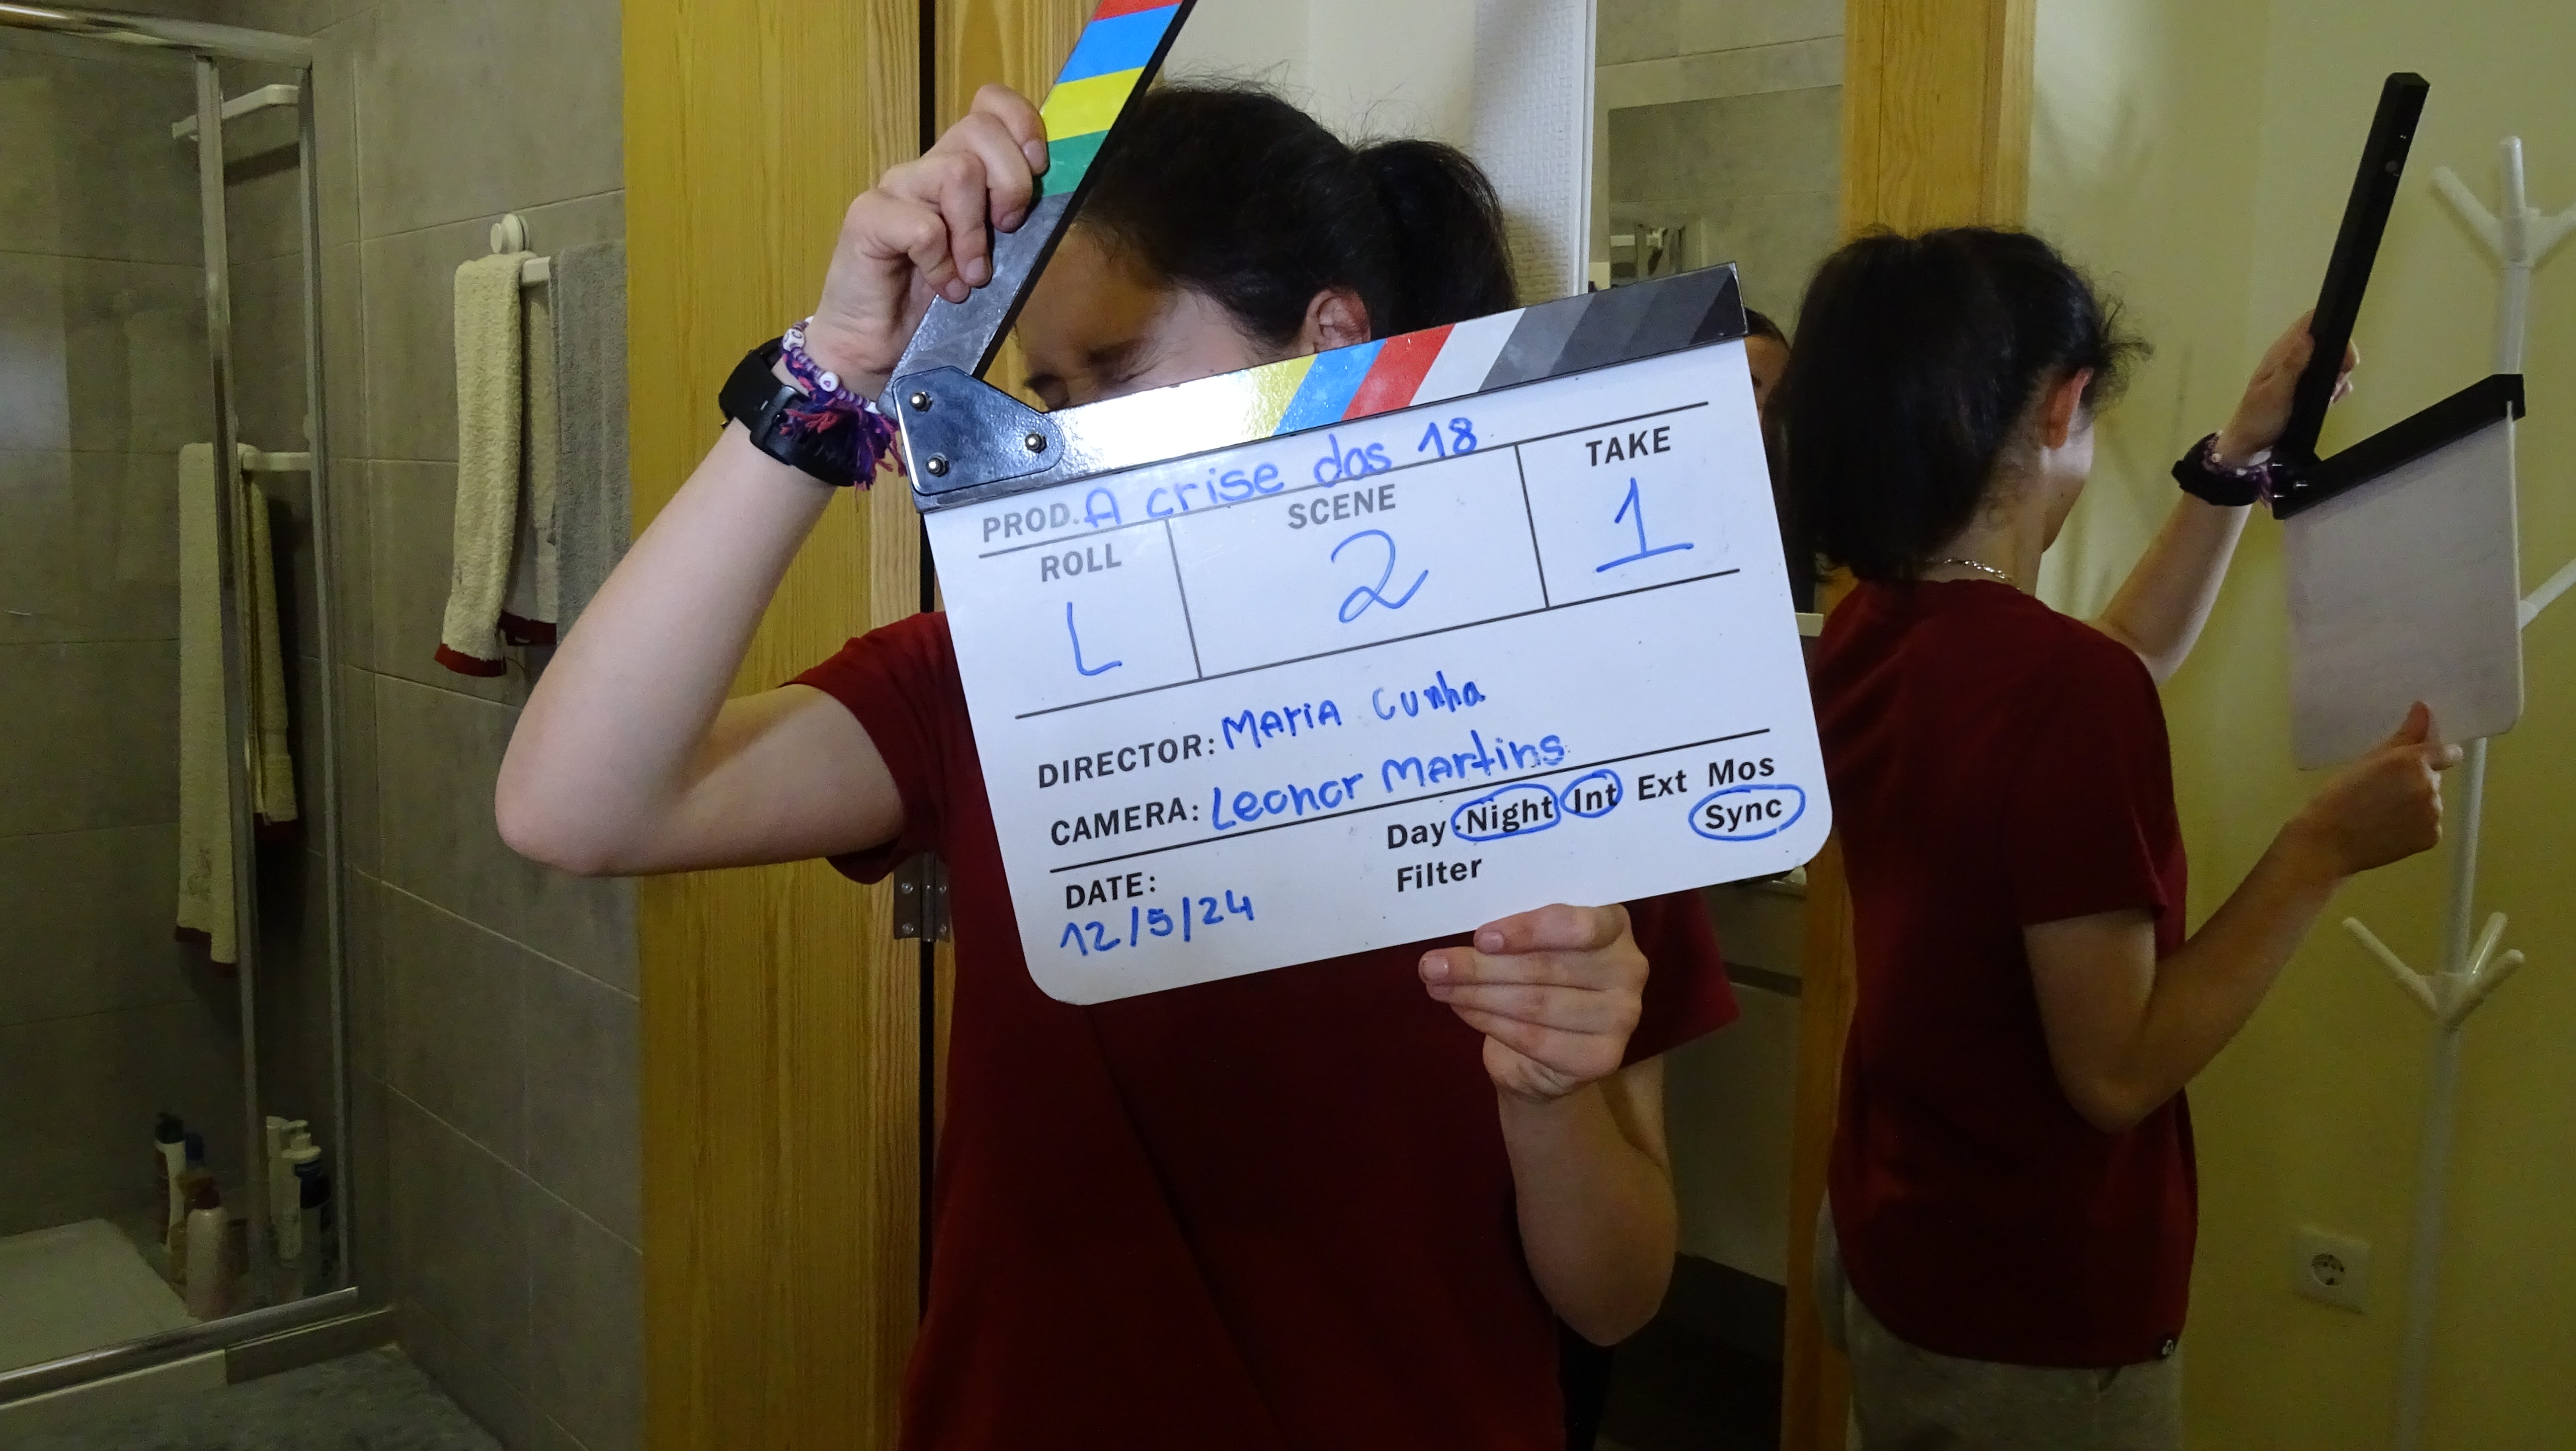 PROD. A crise dos 18
ROLL SCENE TAKE
L 2 1
DIRECTOR: MARIA CUNHA
CAMERA: Leonor Martins
Day Night Int Ext Mos
Filter Sync
DATE:
12/5/24